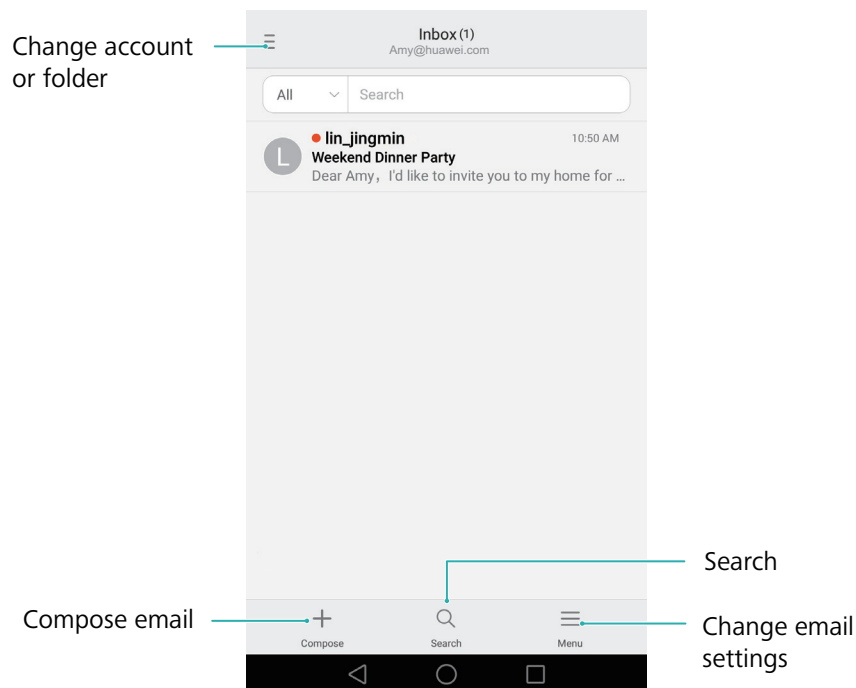 Change account
or folder
Inbox (1)
Amy@huawei.com
All
Search
L
lin_jingmin
10:50 AM
Weekend Dinner Party
Dear Amy，I'd like to invite you to my home for ...
Search
Compose email
Compose
Search
Menu
Change email
settings